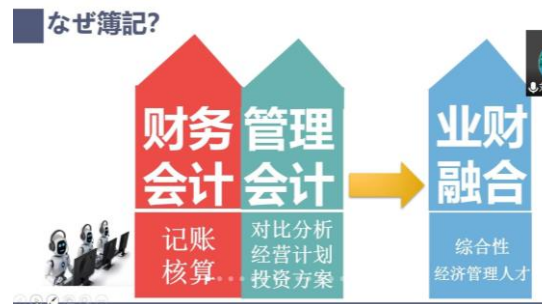 なぜ簿記?
财务
会计
记账
核算
管理
会计
对比分析
经营计划
投资方案
业财
融合
综合性
经济管理人才